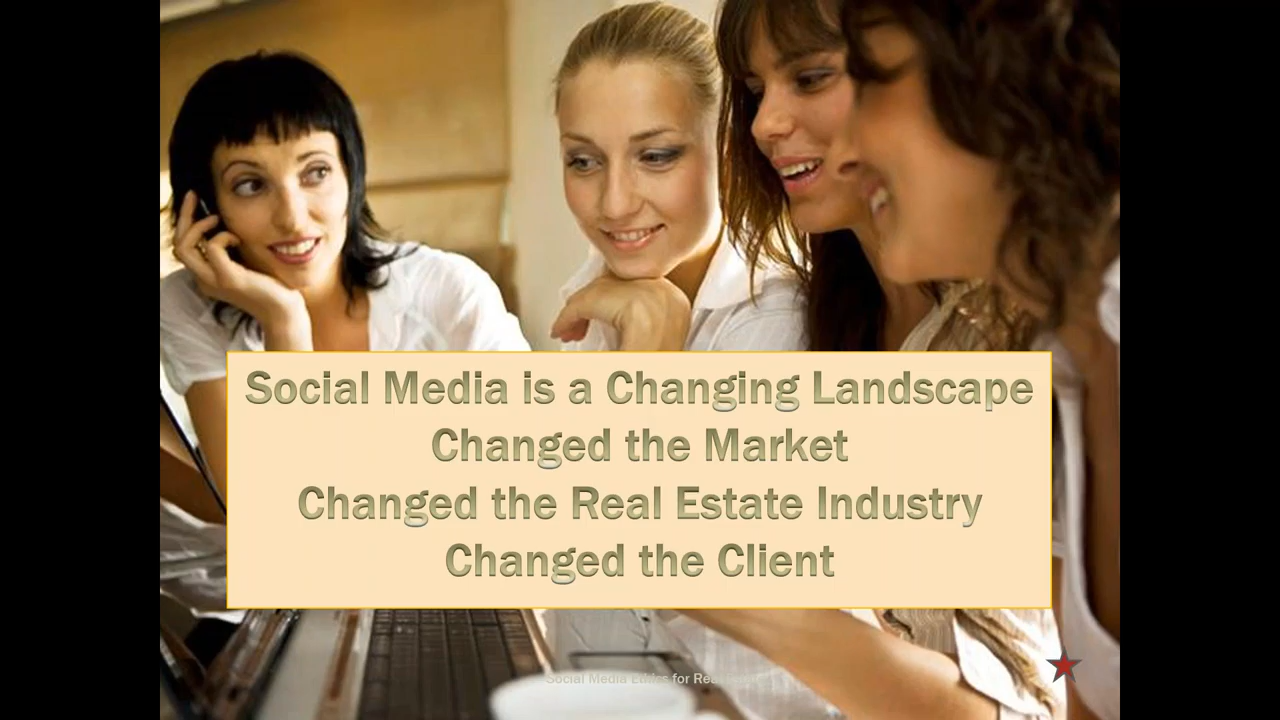 Social Media is a Changing Landscape
Changed the Market
Changed the Real Estate Industry
Changed the Client
Social Media Ethics for